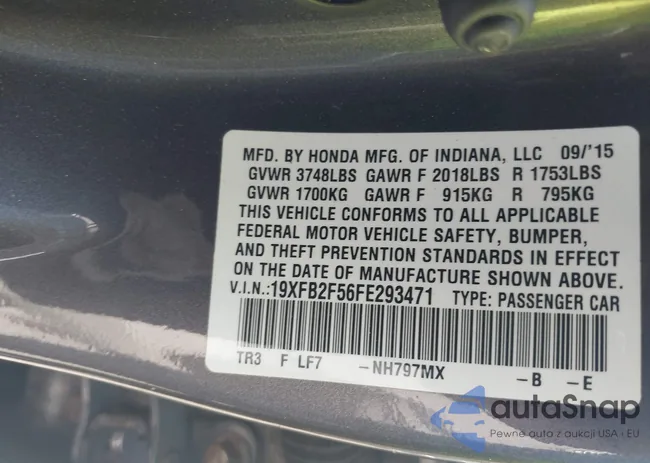 MFD. BY HONDA MFG. OF INDIANA, LLC 09/'15
GVWR 3748LBS GAWR F 2018LBS R 1753LBS
GVWR 1700KG GAWR F 915KG R 795KG
THIS VEHICLE CONFORMS TO ALL APPLICABLE
FEDERAL MOTOR VEHICLE SAFETY, BUMPER,
AND THEFT PREVENTION STANDARDS IN EFFECT
ON THE DATE OF MANUFACTURE SHOWN ABOVE.
V.I.N.:19XFB2F56FE293471 TYPE: PASSENGER CAR
TR3 F LF7 -NH797MX -B -E
autoSnap
Pewne auta z aukcji USA i EU